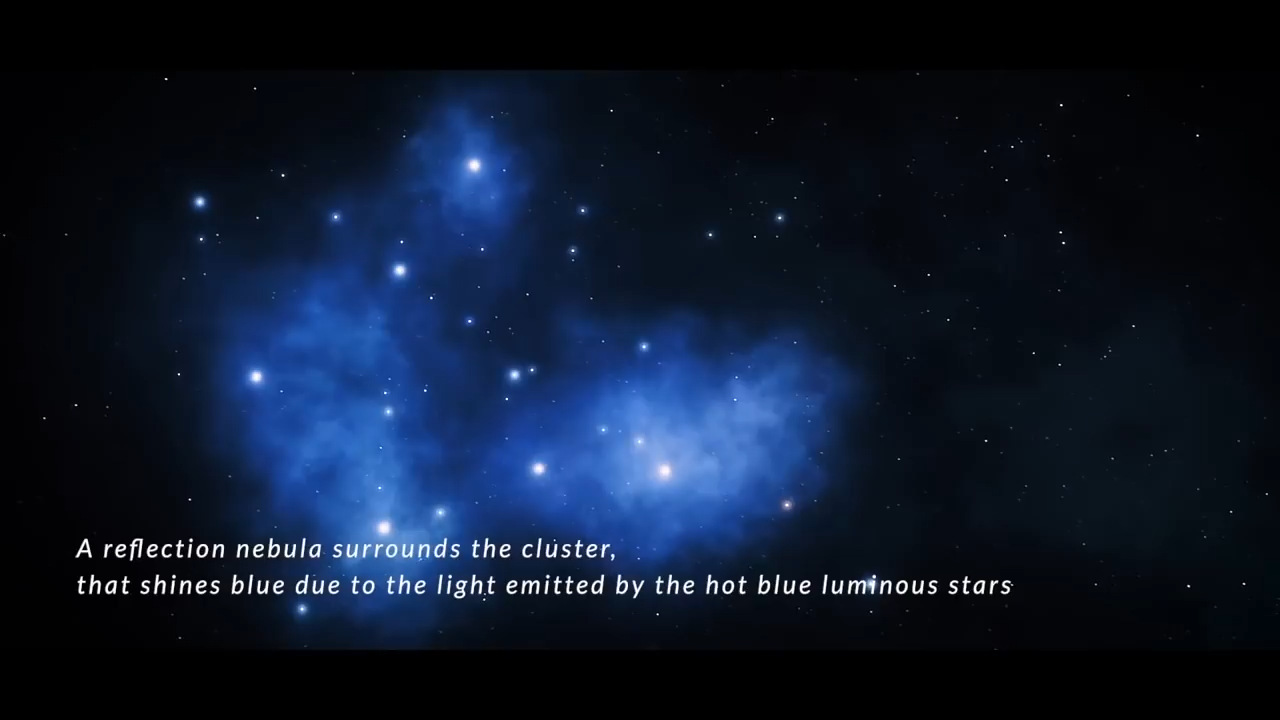 A reflection nebula surrounds the cluster,
that shines blue due to the light emitted by the hot blue luminous stars